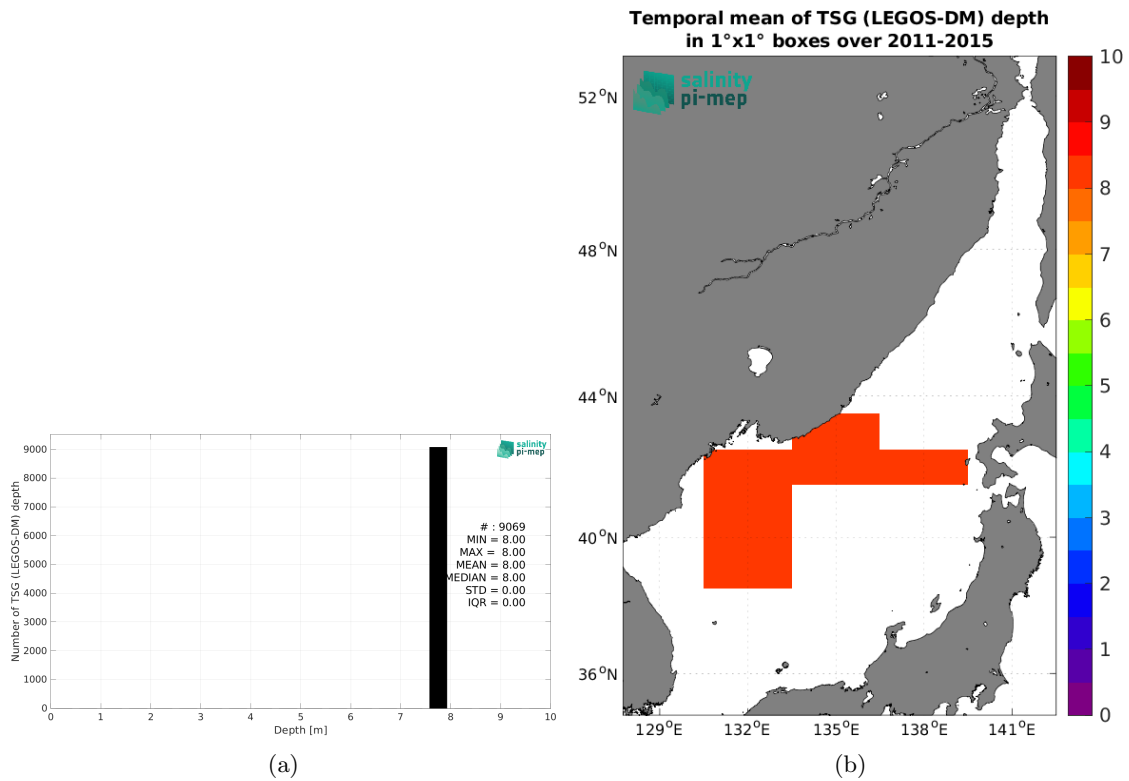 Temporal mean of TSG (LEGOS-DM) depth
in 1°x1° boxes over 2011-2015
salinity
pi-mep
52°N
48°N
44°N
40°N
36°N
129°E
132°E
135°E
138°E
141°E
10
9
8
7
6
5
4
3
2
1
0
salinity
pi-mep
Number of TSG (LEGOS-DM) depth
9000
8000
7000
6000
5000
4000
3000
2000
1000
0
# : 9069
MIN = 8.00
MAX = 8.00
MEAN = 8.00
MEDIAN = 8.00
STD = 0.00
IQR = 0.00
0 1 2 3 4 5 6 7 8 9 10
Depth [m]
(a)
(b)